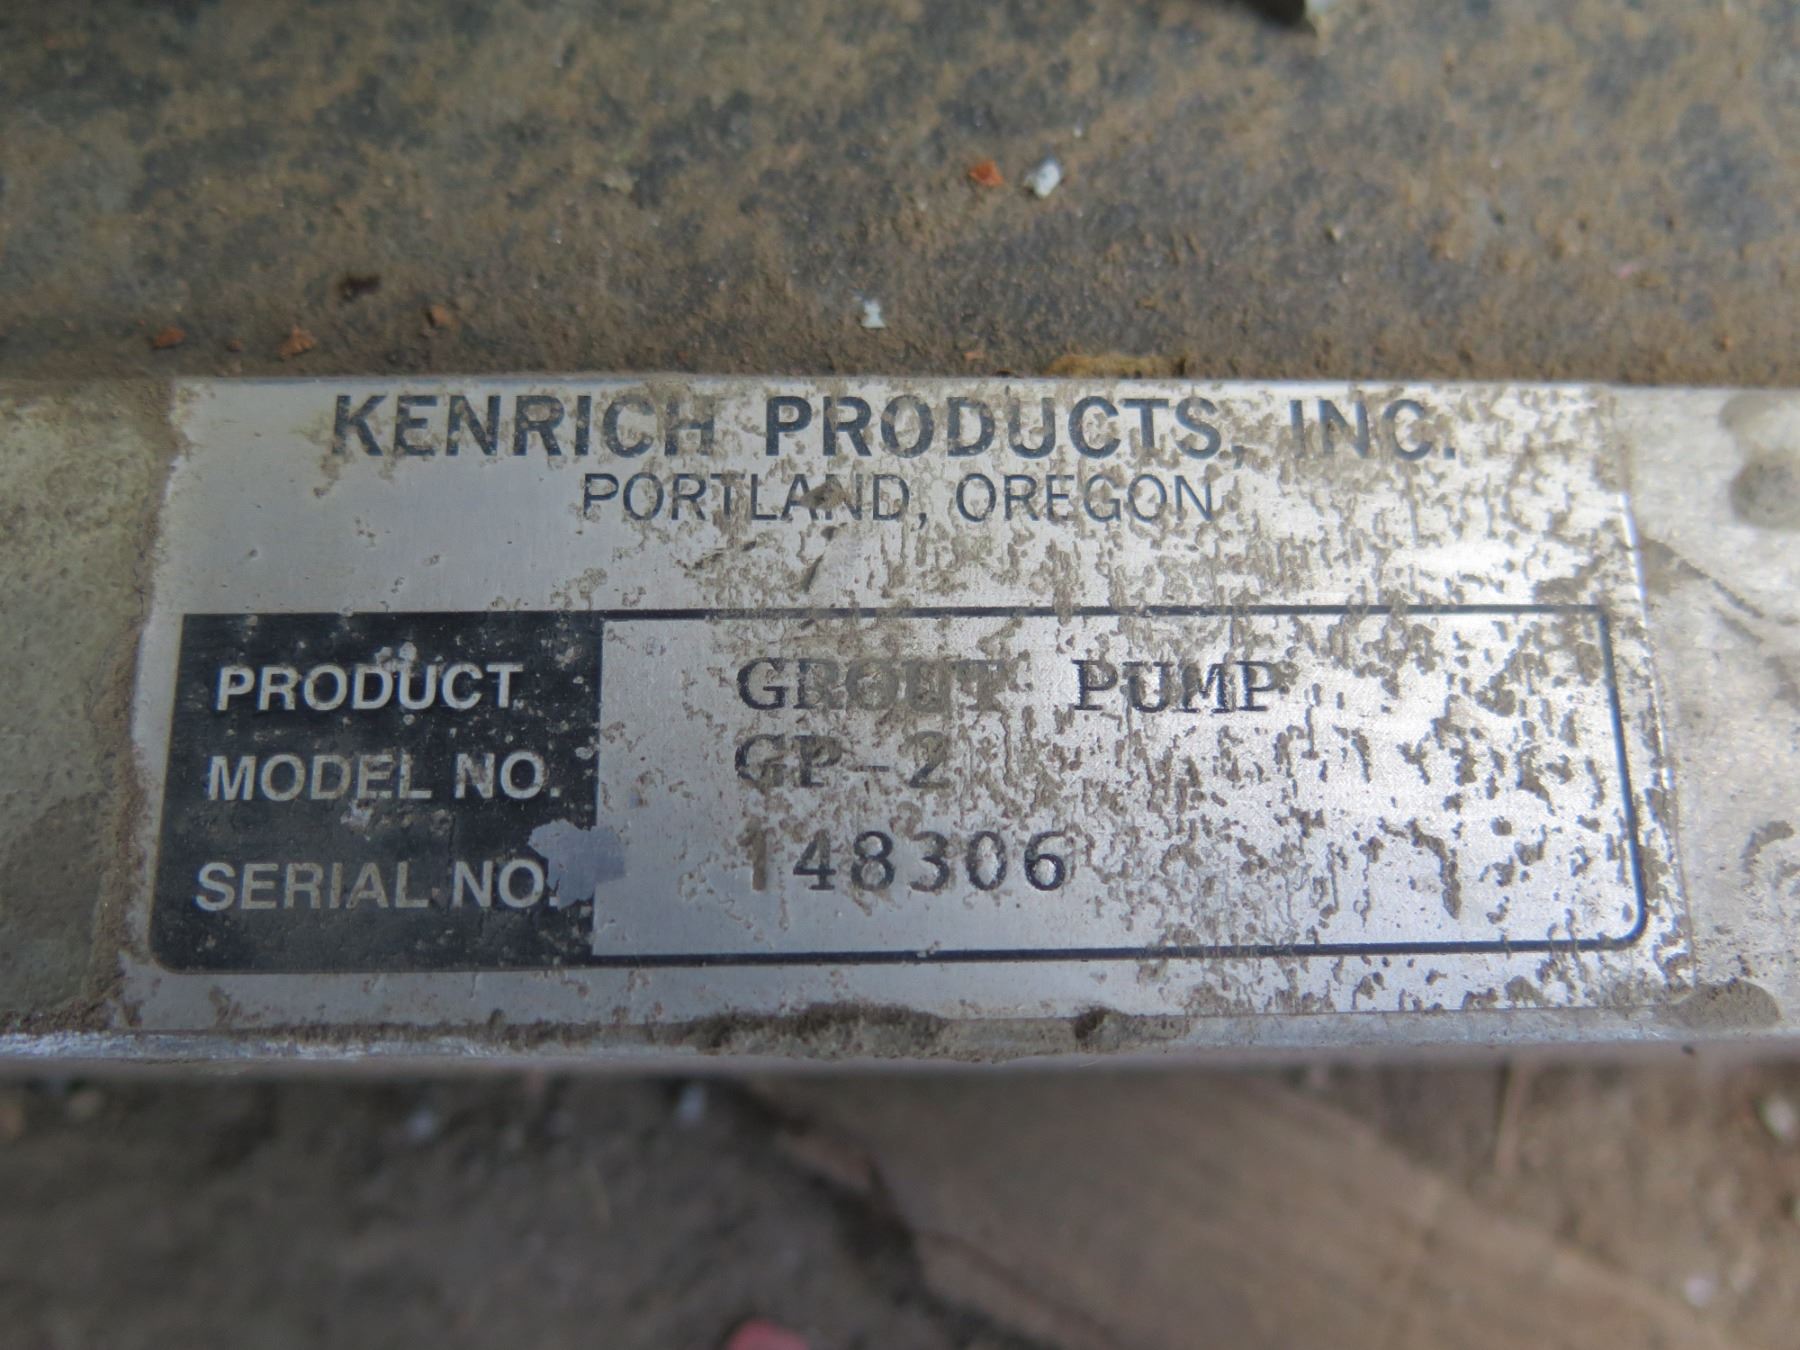 KENRICH PRODUCTS, INC.
PORTLAND, OREGON
PRODUCT GROUT PUMP
MODEL NO. GP-2
SERIAL NO. 148306